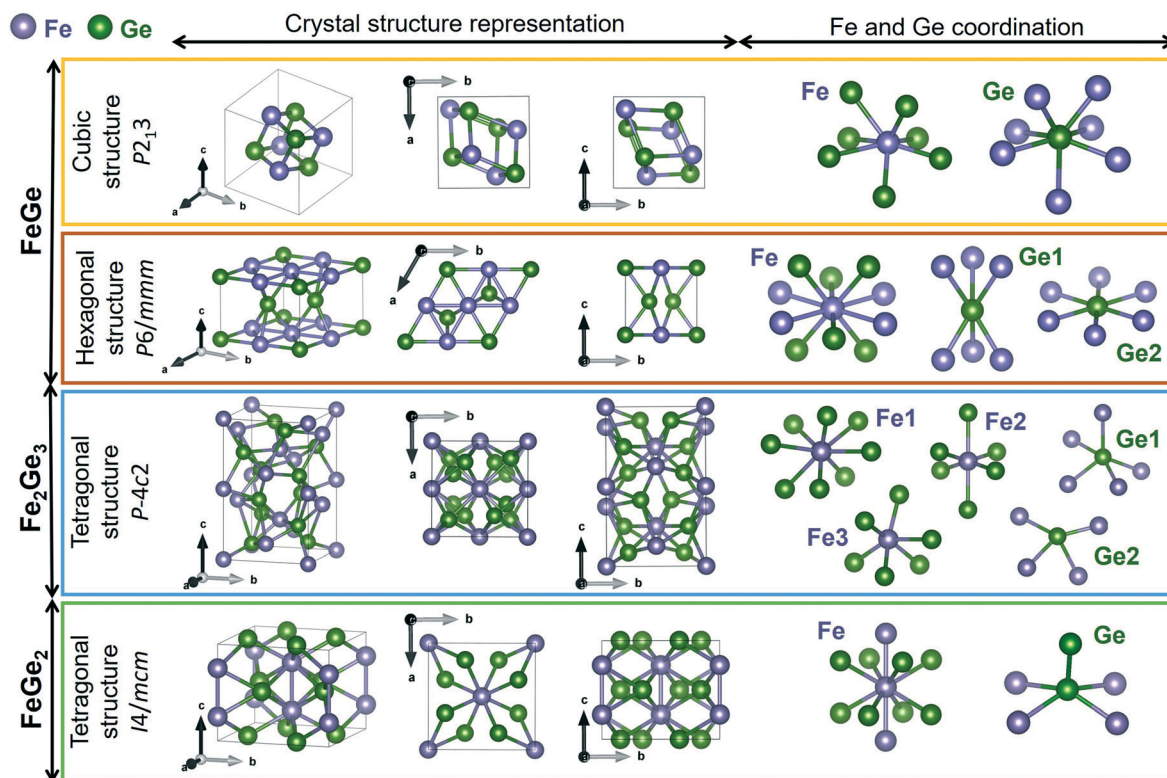 Fe Ge
Crystal structure representation
Fe and Ge coordination
FeGe
Cubic
structure
P2₁3
c
a
b
b
a
c
b
Fe
Ge
Hexagonal
structure
P6/mmm
c
a
b
b
a
c
b
a
Fe
Ge1
Ge2
Fe₂Ge₃
Tetragonal
structure
P-4c2
c
a
b
b
a
c
b
a
Fe1
Fe2
Ge1
Fe3
Ge2
FeGe₂
Tetragonal
structure
I4/mcm
c
a
b
b
a
c
b
a
Fe
Ge